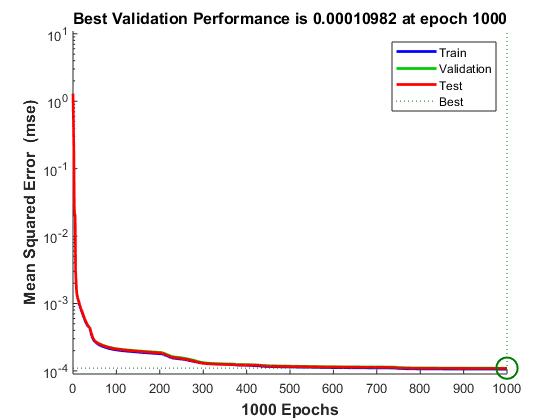 Best Validation Performance is 0.00010982 at epoch 1000
10^1
10^0
10^-1
10^-2
10^-3
10^-4
Mean Squared Error (mse)
Train
Validation
Test
Best
0 100 200 300 400 500 600 700 800 900 1000
1000 Epochs